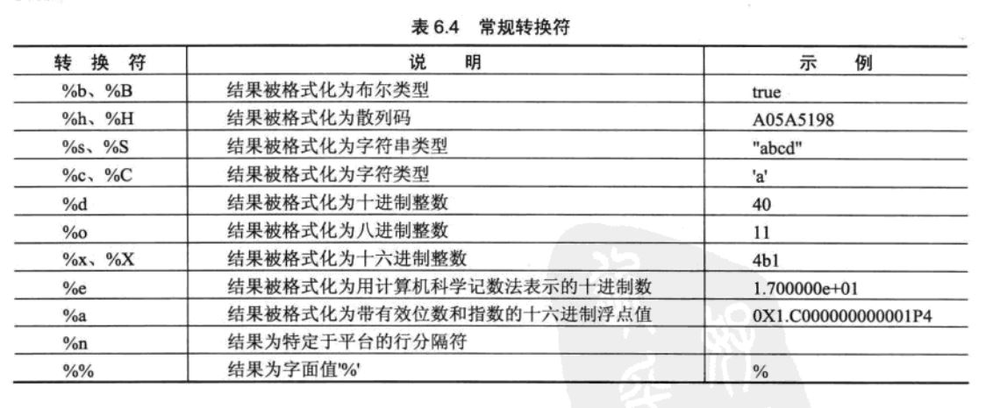 表 6.4 常规转换符
转 换 符 说 明 示 例
%b、%B 结果被格式化为布尔类型 true
%h、%H 结果被格式化为散列码 A05A5198
%s、%S 结果被格式化为字符串类型 "abcd"
%c、%C 结果被格式化为字符类型 'a'
%d 结果被格式化为十进制整数 40
%o 结果被格式化为八进制整数 11
%x、%X 结果被格式化为十六进制整数 4b1
%e 结果被格式化为用计算机科学记数法表示的十进制数 1.700000e+01
%a 结果被格式化为带有效位数和指数的十六进制浮点值 0X1.C000000000001P4
%n 结果为特定于平台的行分隔符
%% 结果为字面值'%' %